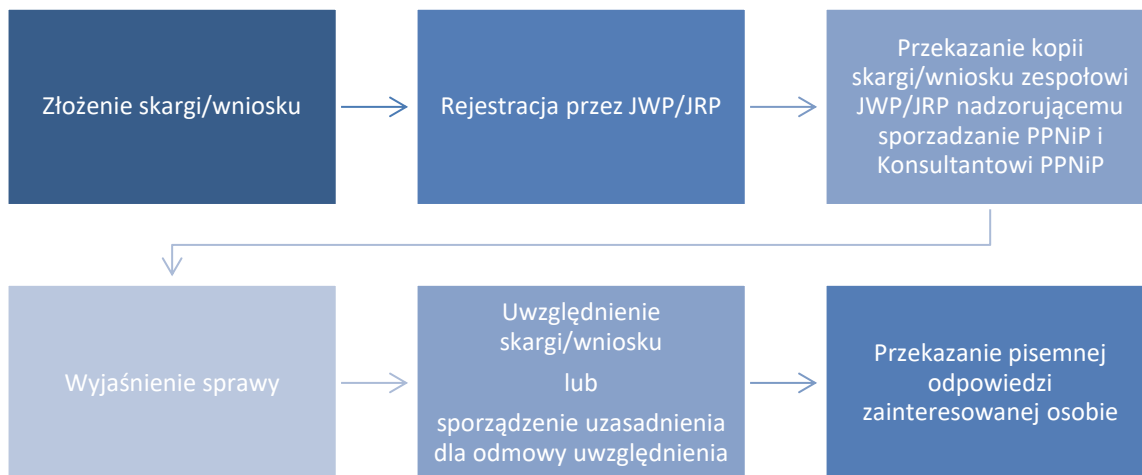 Złożenie skargi/wniosku
Rejestracja przez JWP/JRP
Przekazanie kopii
skargi/wniosku zespołowi
JWP/JRP nadzorującemu
sporzadzanie PPNiP i
Konsultantowi PPNiP
Wyjaśnienie sprawy
Uwzględnienie
skargi/wniosku
lub
sporządzenie uzasadnienia
dla odmowy uwzględnienia
Przekazanie pisemnej
odpowiedzi
zainteresowanej osobie